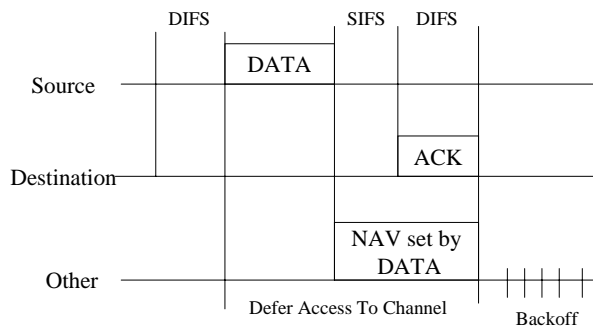 DIFS
SIFS
DIFS
DATA
Source
ACK
Destination
NAV set by
DATA
Other
Defer Access To Channel
Backoff